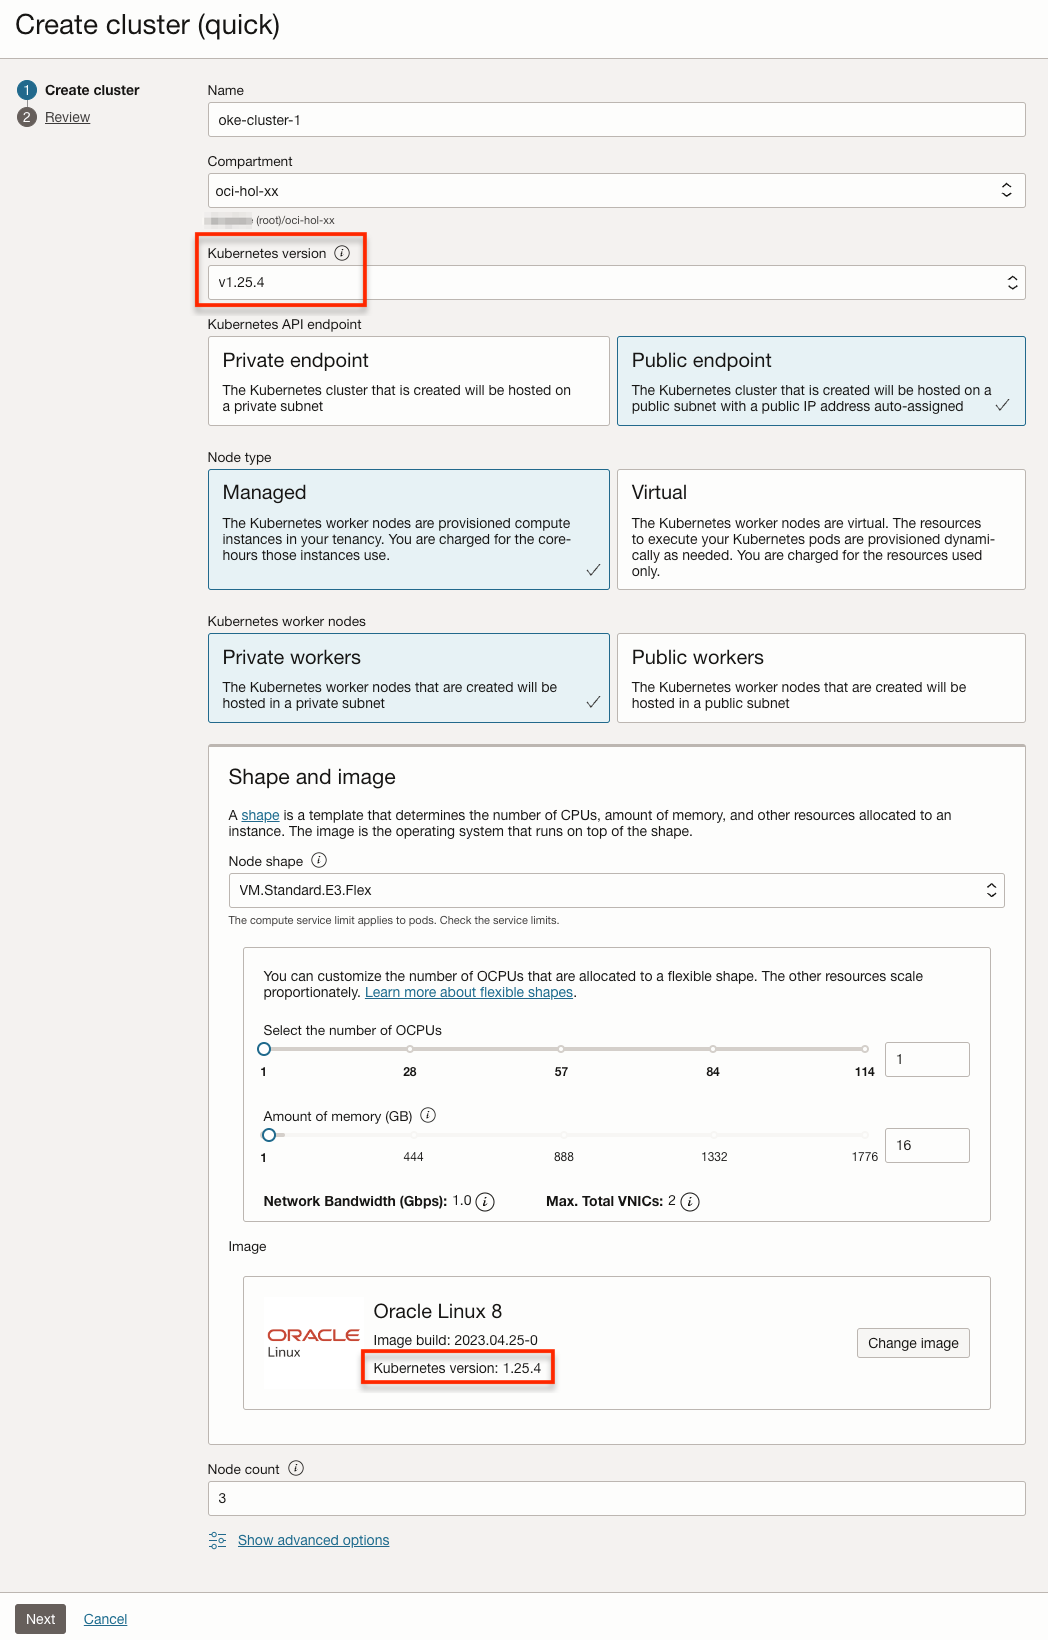 Create cluster (quick)
1 Create cluster
2 Review
Name
oke-cluster-1
Compartment
oci-hol-xx
(root)/oci-hol-xx
Kubernetes version i
v1.25.4
Kubernetes API endpoint
Private endpoint
The Kubernetes cluster that is created will be hosted on
a private subnet
Public endpoint
The Kubernetes cluster that is created will be hosted on a
public subnet with a public IP address auto-assigned
Node type
Managed
The Kubernetes worker nodes are provisioned compute
instances in your tenancy. You are charged for the core-
hours those instances use.
Virtual
The Kubernetes worker nodes are virtual. The resources
to execute your Kubernetes pods are provisioned dynami-
cally as needed. You are charged for the resources used
only.
Kubernetes worker nodes
Private workers
The Kubernetes worker nodes that are created will be
hosted in a private subnet
Public workers
The Kubernetes worker nodes that are created will be
hosted in a public subnet
Shape and image
A shape is a template that determines the number of CPUs, amount of memory, and other resources allocated to an
instance. The image is the operating system that runs on top of the shape.
Node shape i
VM.Standard.E3.Flex
The compute service limit applies to pods. Check the service limits.
You can customize the number of OCPUs that are allocated to a flexible shape. The other resources scale
proportionately. Learn more about flexible shapes.
Select the number of OCPUs
1 28 57 84 114
1
Amount of memory (GB) i
1 444 888 1332 1776
16
Network Bandwidth (Gbps): 1.0 i Max. Total VNICs: 2 i
Image
ORACLE
Linux
Oracle Linux 8
Image build: 2023.04.25-0
Kubernetes version: 1.25.4
Change image
Node count i
3
Show advanced options
Next Cancel